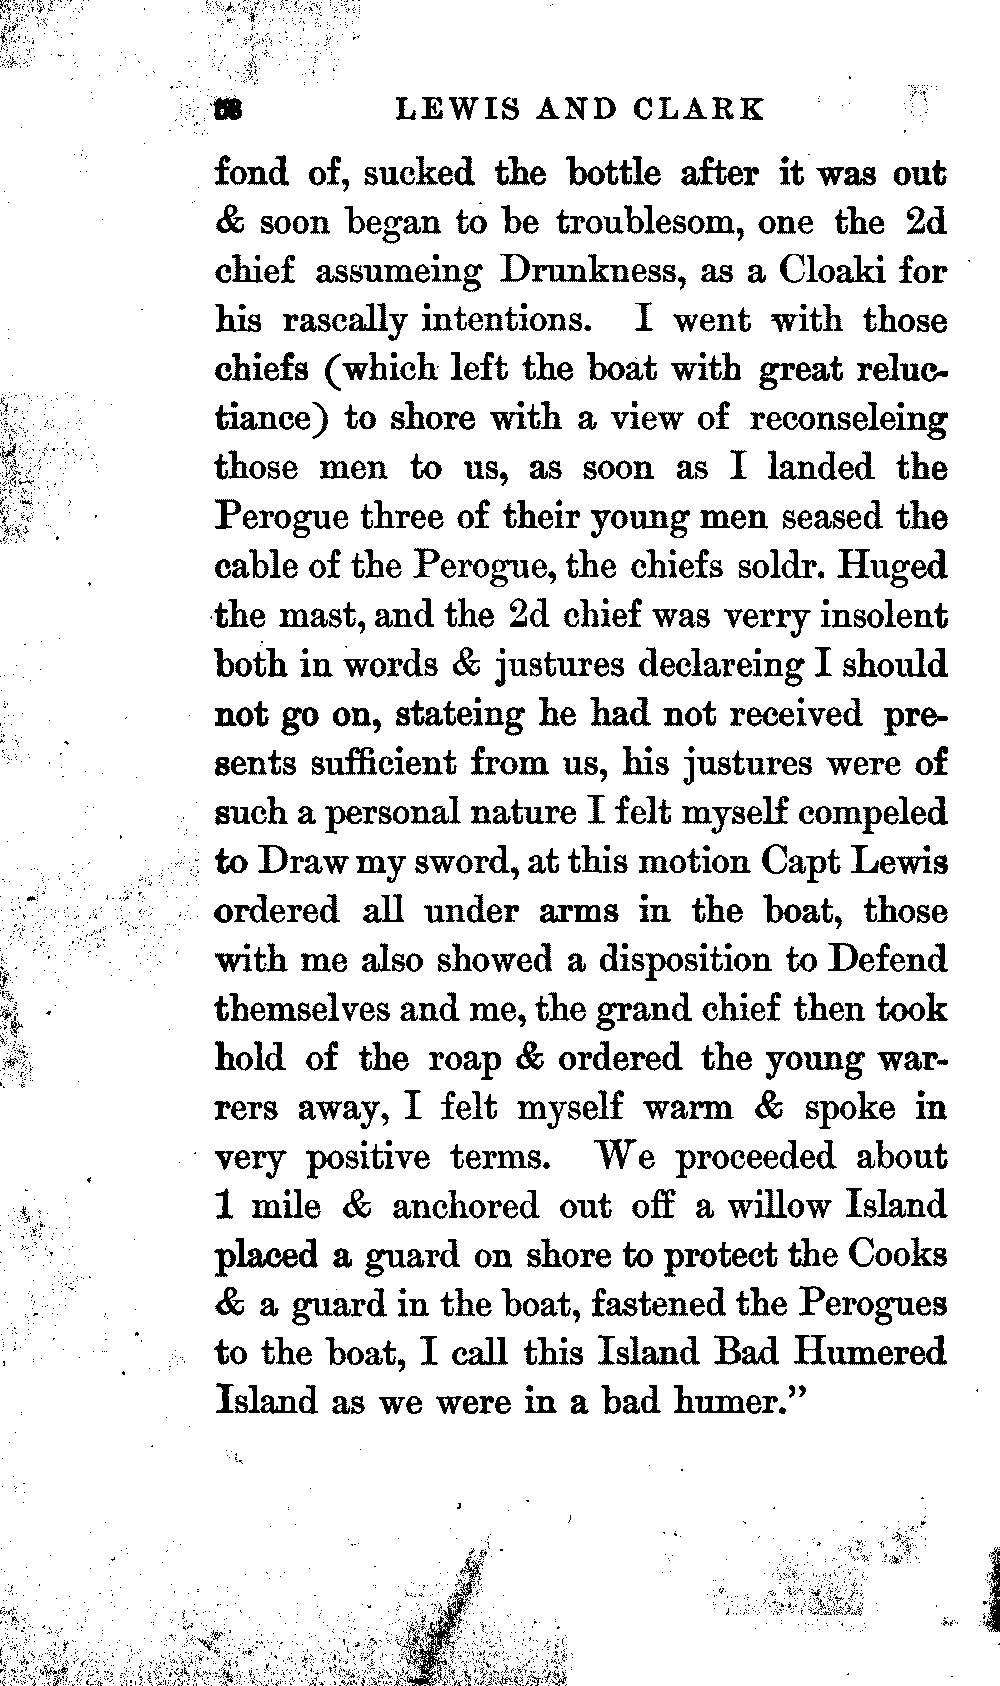 LEWIS AND CLARK
fond of, sucked the bottle after it was out
& soon began to be troublesom, one the 2d
chief assumeing Drunkness, as a Cloaki for
his rascally intentions. I went with those
chiefs (which left the boat with great reluc-
tiance) to shore with a view of reconseleing
those men to us, as soon as I landed the
Perogue three of their young men seased the
cable of the Perogue, the chiefs soldr. Huged
the mast, and the 2d chief was verry insolent
both in words & justures declareing I should
not go on, stateing he had not received pre-
sents sufficient from us, his justures were of
such a personal nature I felt myself compeled
to Draw my sword, at this motion Capt Lewis
ordered all under arms in the boat, those
with me also showed a disposition to Defend
themselves and me, the grand chief then took
hold of the roap & ordered the young war-
rers away, I felt myself warm & spoke in
very positive terms. We proceeded about
1 mile & anchored out off a willow Island
placed a guard on shore to protect the Cooks
& a guard in the boat, fastened the Perogues
to the boat, I call this Island Bad Humered
Island as we were in a bad humer."